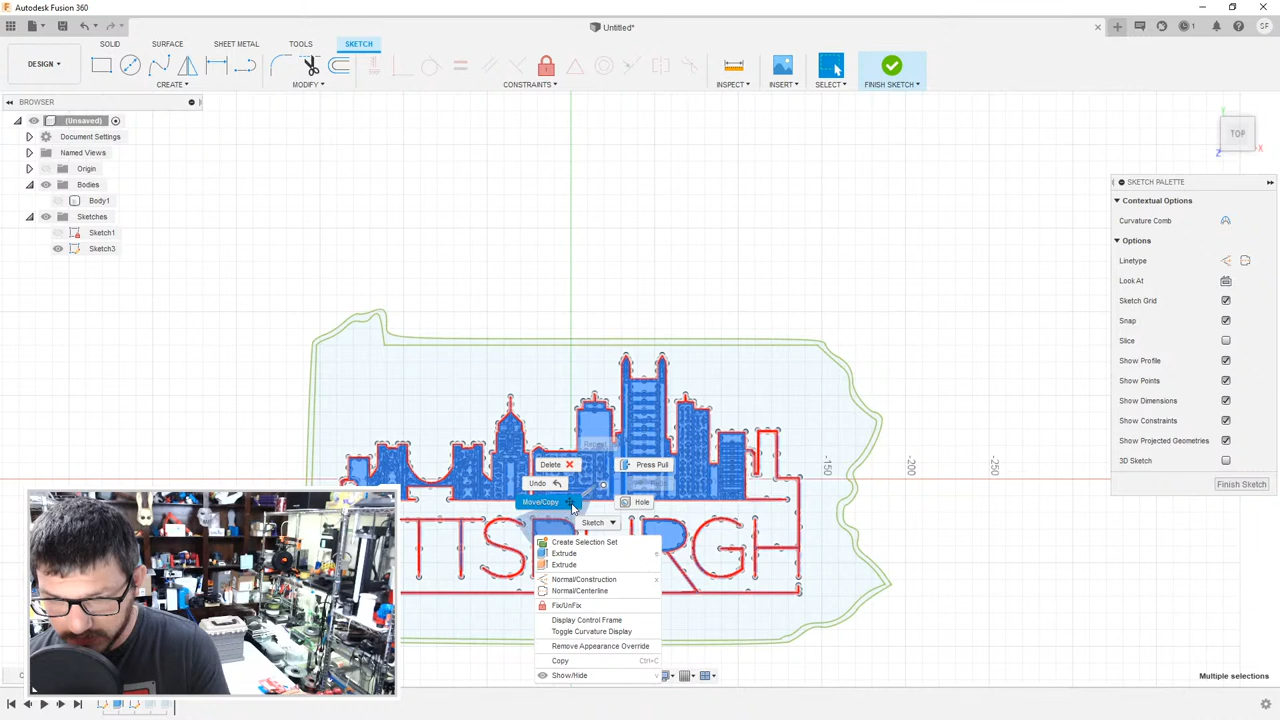 Autodesk Fusion 360
Untitled*
SF
DESIGN
SOLID
SURFACE
SHEET METAL
TOOLS
SKETCH
CREATE
MODIFY
CONSTRAINTS
INSPECT
INSERT
SELECT
FINISH SKETCH
BROWSER
(Unsaved)
Document Settings
Named Views
Origin
Bodies
Body1
Sketches
Sketch1
Sketch3
TOP
Y
X
Z
SKETCH PALETTE
Contextual Options
Curvature Comb
Options
Linetype
Look At
Sketch Grid
Snap
Slice
Show Profile
Show Points
Show Dimensions
Show Constraints
Show Projected Geometries
3D Sketch
Finish Sketch
-150
-200
-250
Repeat
Delete
Press Pull
Undo
Move/Copy
Hole
Sketch
Create Selection Set
Extrude
Extrude
Normal/Construction
Normal/Centerline
Fix/UnFix
Display Control Frame
Toggle Curvature Display
Remove Appearance Override
Copy Ctrl+C
Show/Hide
Multiple selections